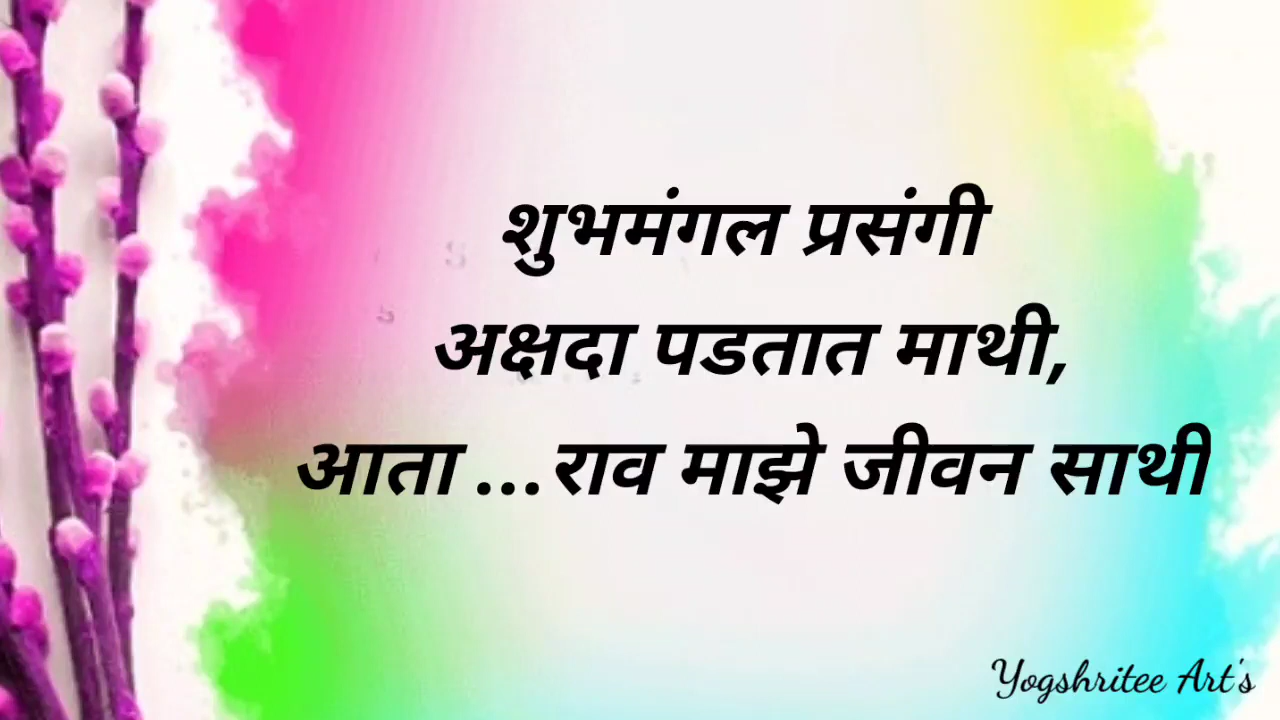 शुभमंगल प्रसंगी
अक्षदा पडतात माथी,
आता ...राव माझे जीवन साथी
Yogshritee Art's